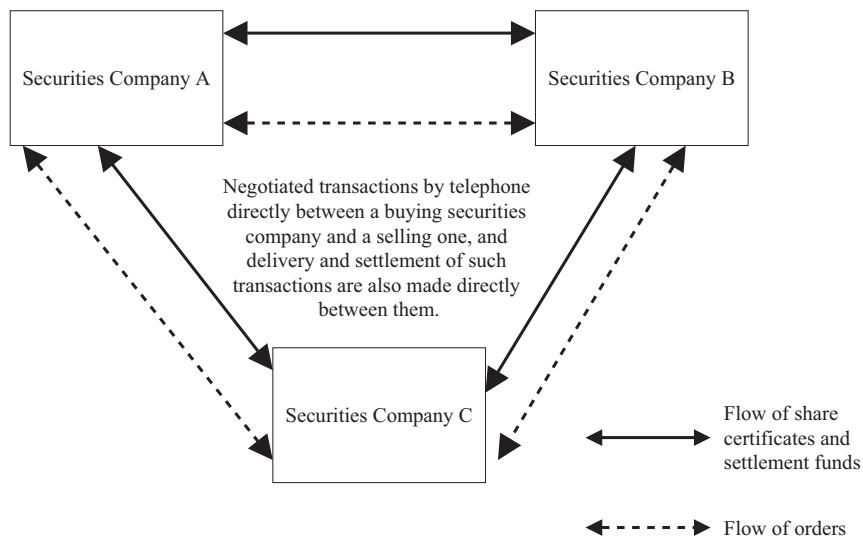 Securities Company A
Securities Company B
Negotiated transactions by telephone
directly between a buying securities
company and a selling one, and
delivery and settlement of such
transactions are also made directly
between them.
Securities Company C
Flow of share
certificates and
settlement funds
Flow of orders